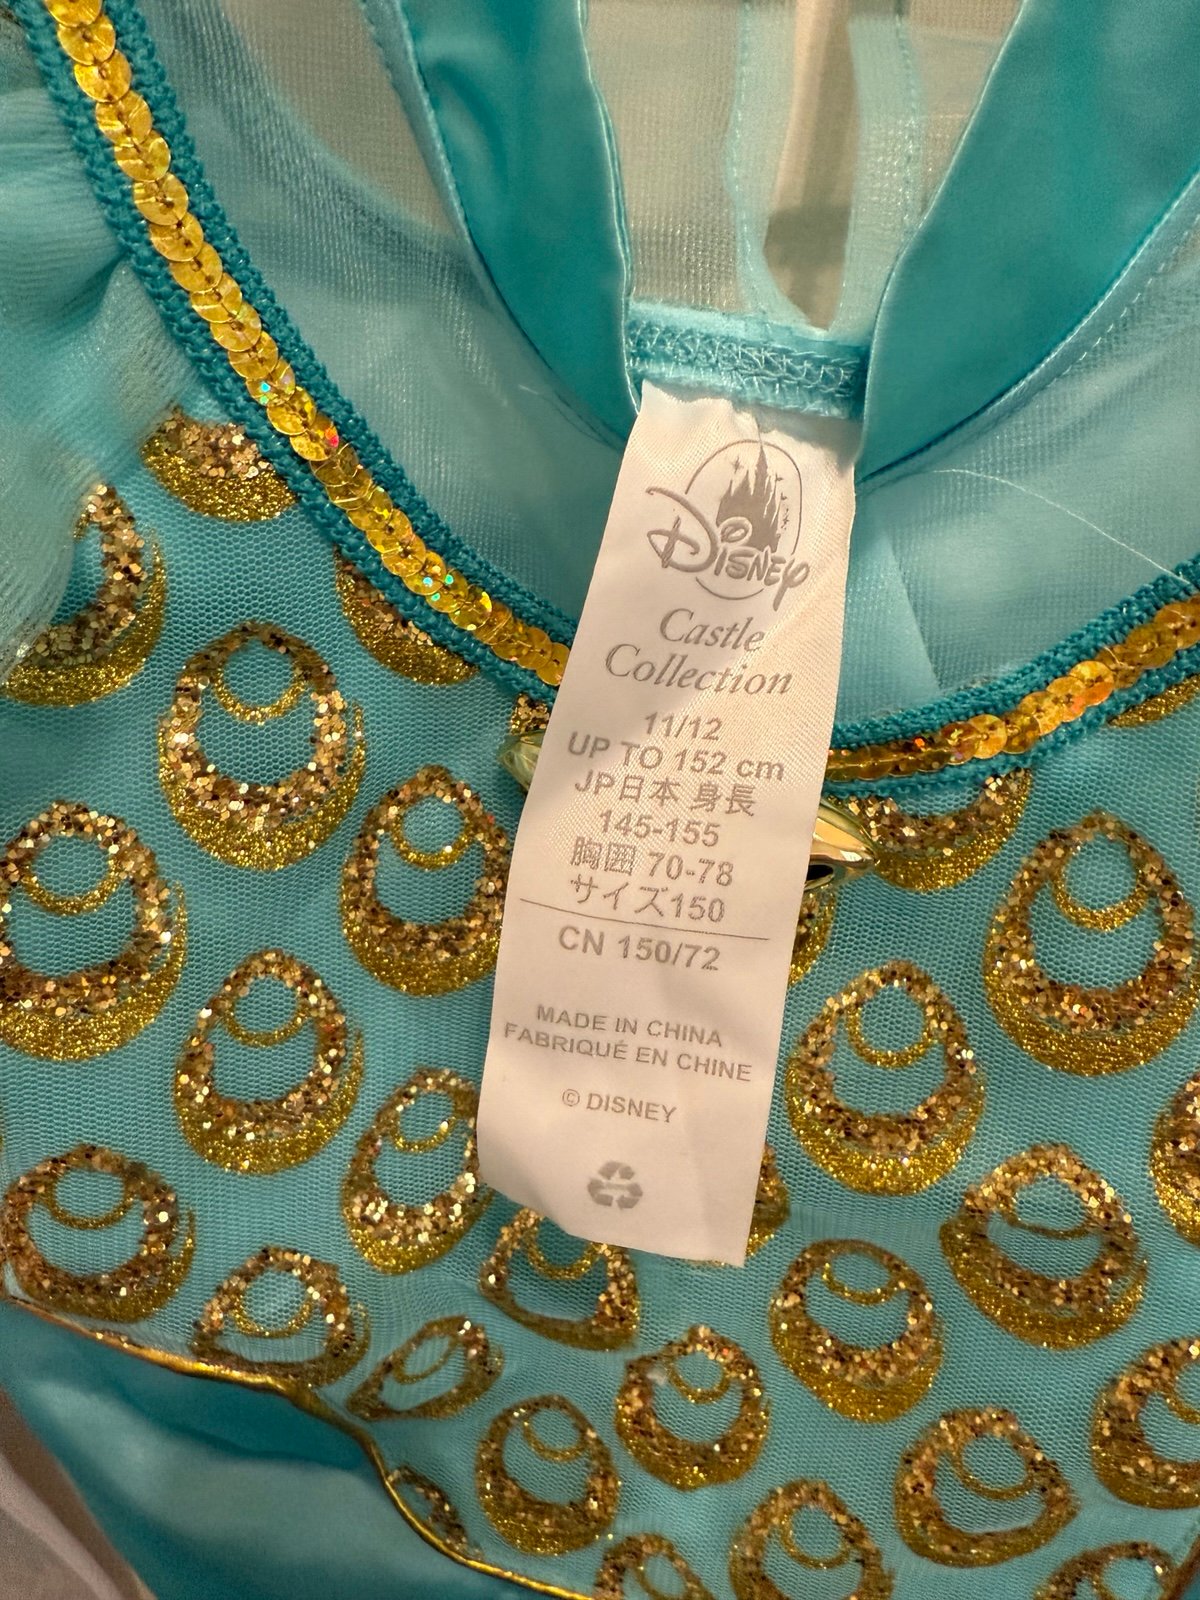 Disney
Castle
Collection
11/12
UP TO 152 cm
JP日本 身長
145-155
胸囲 70-78
サイズ150
CN 150/72
MADE IN CHINA
FABRIQUÉ EN CHINE
© DISNEY